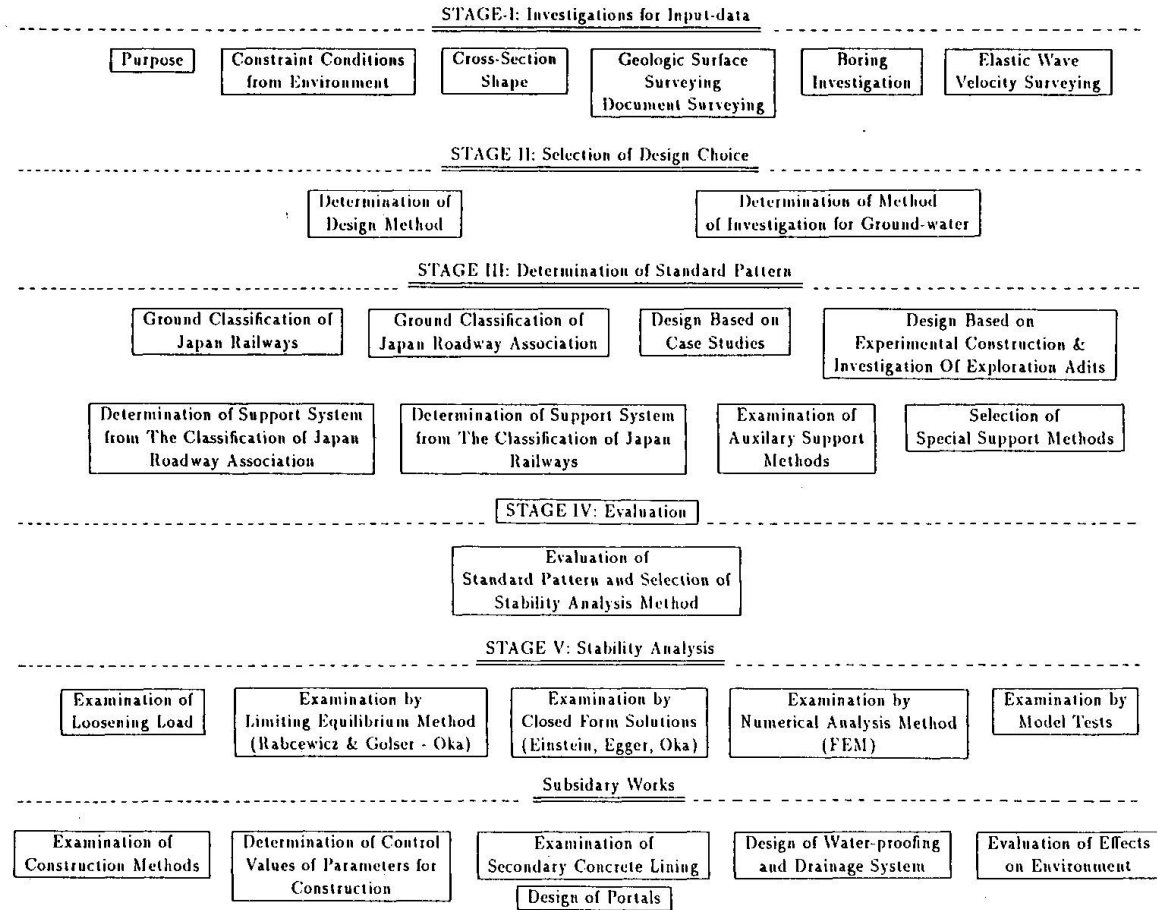 STAGE-I: Investigations for Input-data
Purpose
Constraint Conditions
from Environment
Cross-Section
Shape
Geologic Surface
Surveying
Document Surveying
Boring
Investigation
Elastic Wave
Velocity Surveying
STAGE II: Selection of Design Choice
Determination of
Design Method
Determination of Method
of Investigation for Ground-water
STAGE III: Determination of Standard Pattern
Ground Classification of
Japan Railways
Ground Classification of
Japan Roadway Association
Design Based on
Case Studies
Design Based on
Experimental Construction &
Investigation Of Exploration Adits
Determination of Support System
from The Classification of Japan
Roadway Association
Determination of Support System
from The Classification of Japan
Railways
Examination of
Auxilary Support
Methods
Selection of
Special Support Methods
STAGE IV: Evaluation
Evaluation of
Standard Pattern and Selection of
Stability Analysis Method
STAGE V: Stability Analysis
Examination of
Loosening Load
Examination by
Limiting Equilibrium Method
(Rabcewicz & Golser - Oka)
Examination by
Closed Form Solutions
(Einstein, Egger, Oka)
Examination by
Numerical Analysis Method
(FEM)
Examination by
Model Tests
Subsidary Works
Examination of
Construction Methods
Determination of Control
Values of Parameters for
Construction
Examination of
Secondary Concrete Lining
Design of Portals
Design of Water-proofing
and Drainage System
Evaluation of Effects
on Environment